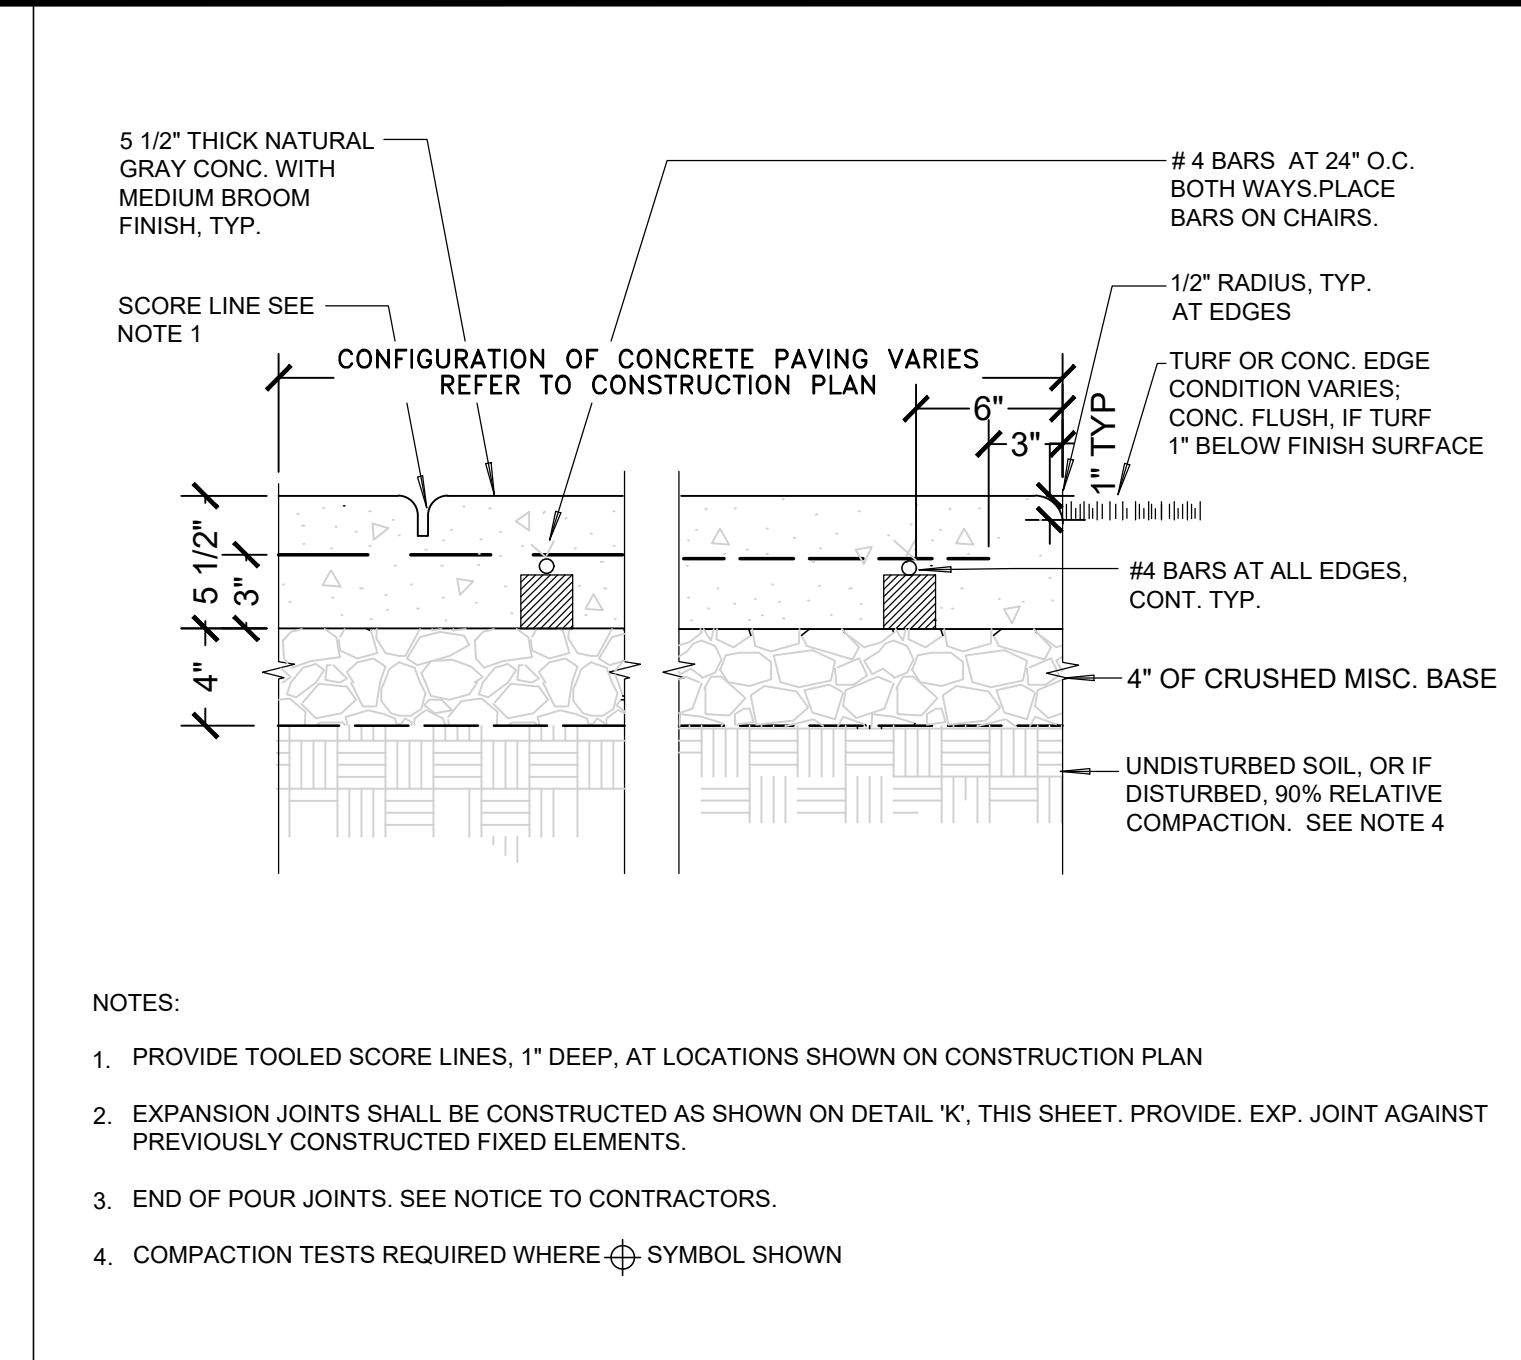 5 1/2" THICK NATURAL
GRAY CONC. WITH
MEDIUM BROOM
FINISH, TYP.
# 4 BARS  AT 24" O.C.
BOTH WAYS.PLACE
BARS ON CHAIRS.
SCORE LINE SEE
NOTE 1
1/2" RADIUS, TYP.
AT EDGES
CONFIGURATION OF CONCRETE PAVING VARIES
REFER TO CONSTRUCTION PLAN
TURF OR CONC. EDGE
CONDITION VARIES;
CONC. FLUSH, IF TURF
1" BELOW FINISH SURFACE
6"
3"
1" TYP
5 1/2"
3"
4"
#4 BARS AT ALL EDGES,
CONT. TYP.
4" OF CRUSHED MISC. BASE
UNDISTURBED SOIL, OR IF
DISTURBED, 90% RELATIVE
COMPACTION.  SEE NOTE 4
NOTES:
1. PROVIDE TOOLED SCORE LINES, 1" DEEP, AT LOCATIONS SHOWN ON CONSTRUCTION PLAN
2. EXPANSION JOINTS SHALL BE CONSTRUCTED AS SHOWN ON DETAIL 'K', THIS SHEET. PROVIDE. EXP. JOINT AGAINST
PREVIOUSLY CONSTRUCTED FIXED ELEMENTS.
3. END OF POUR JOINTS. SEE NOTICE TO CONTRACTORS.
4. COMPACTION TESTS REQUIRED WHERE SYMBOL SHOWN